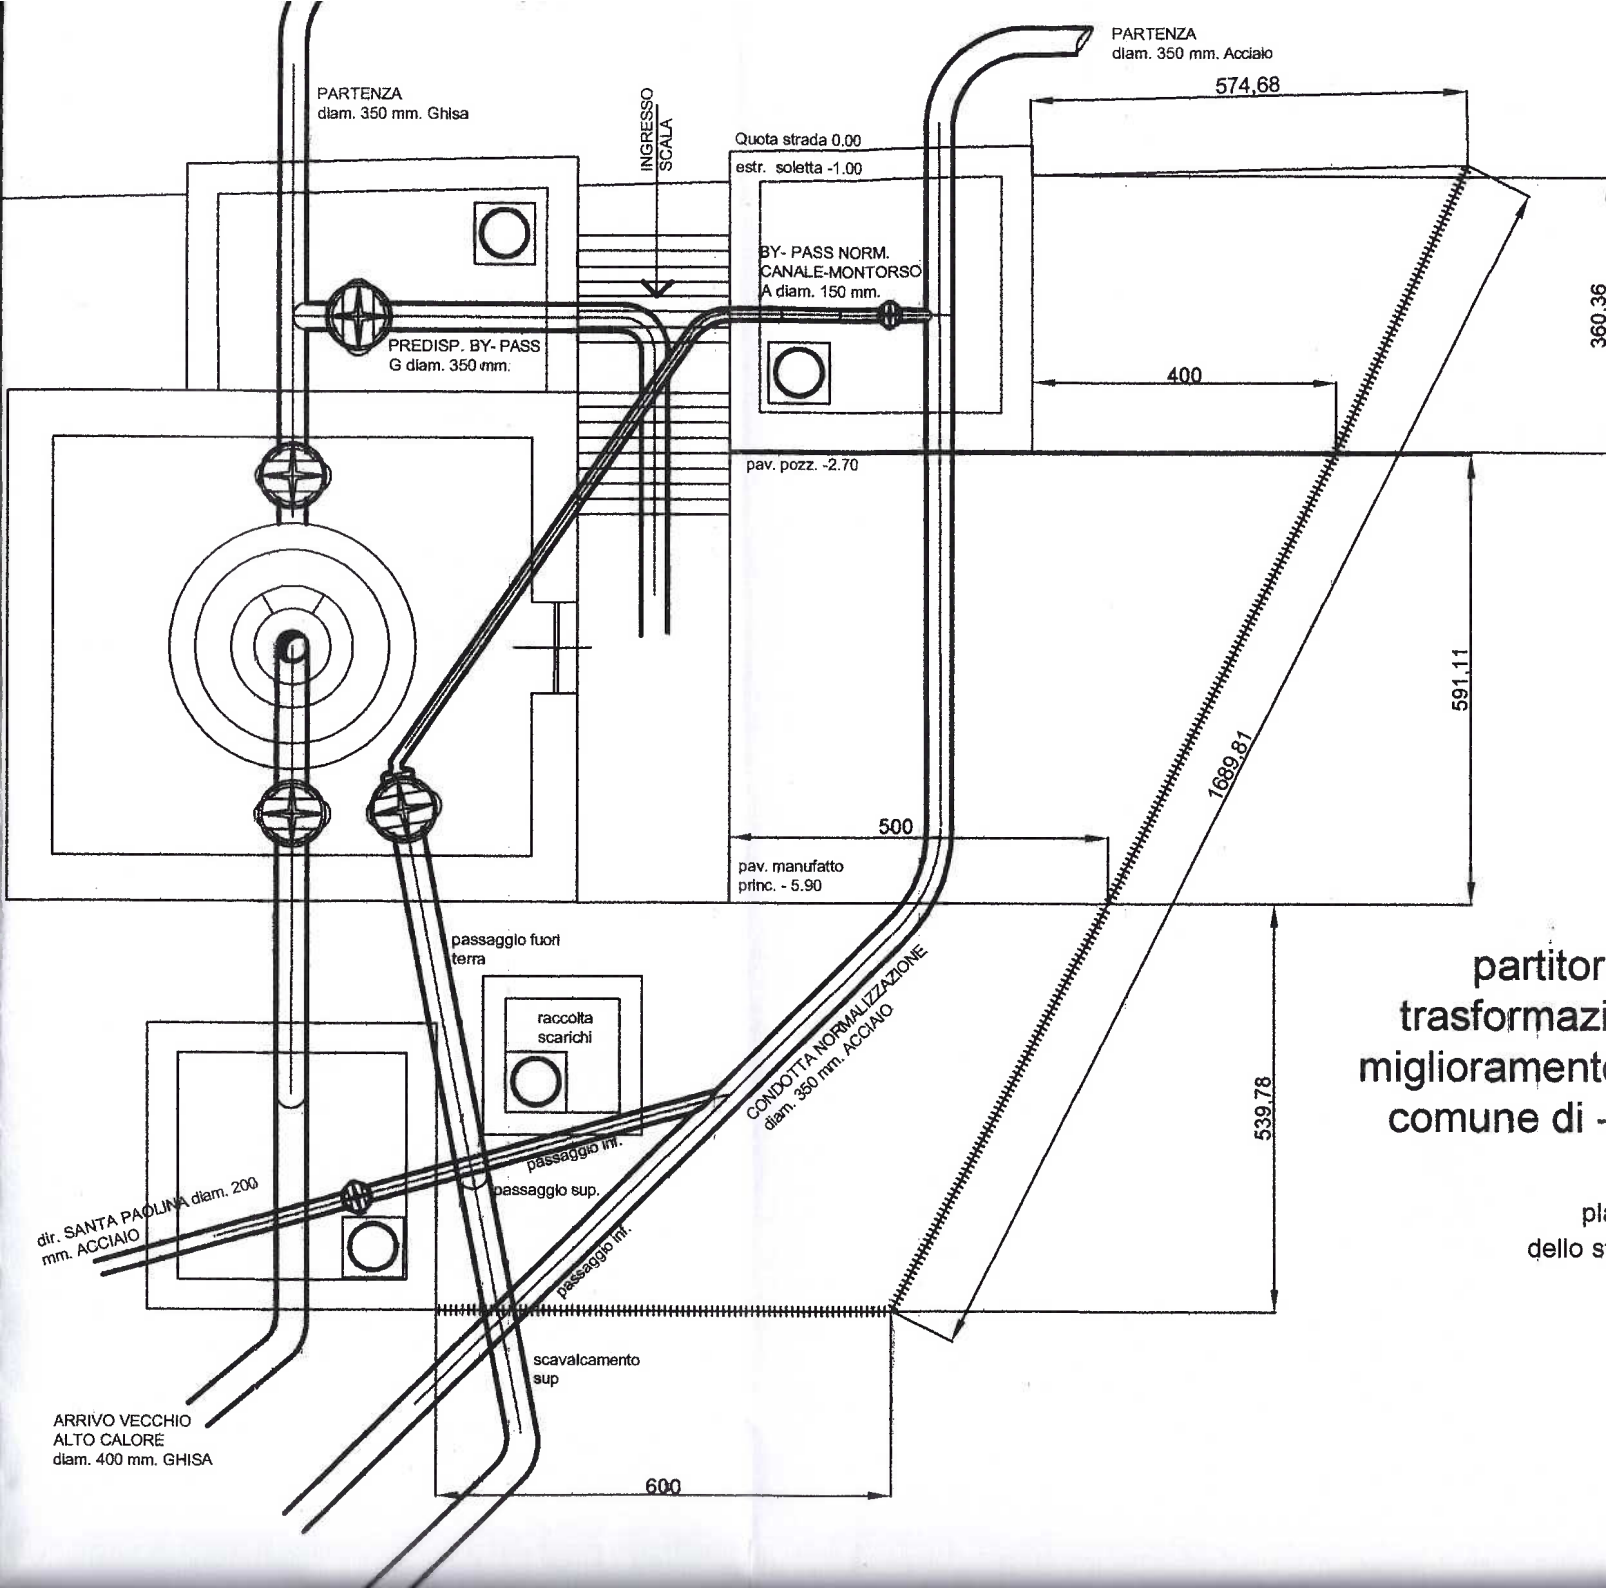 PARTENZA
diam. 350 mm. Acciaio
574,68
PARTENZA
diam. 350 mm. Ghisa
INGRESSO
SCALA
Quota strada 0.00
estr. soletta -1.00
BY- PASS NORM.
CANALE-MONTORSO
A diam. 150 mm.
360.36
PREDISP. BY- PASS
G diam. 350 mm.
400
pav. pozz. -2.70
591,11
1689,81
500
pav. manufatto
princ. - 5.90
passaggio fuori
terra
partitor
trasformazi
miglioramento
comune di -
raccolta
scarichi
CONDOTTA NORMALIZZAZIONE
diam. 350 mm. ACCIAIO
539,78
passaggio inf.
passaggio sup.
dir. SANTA PAOLINA diam. 200
mm. ACCIAIO
passaggio inf.
pla
dello s
scavalcamento
sup
ARRIVO VECCHIO
ALTO CALORE
diam. 400 mm. GHISA
600